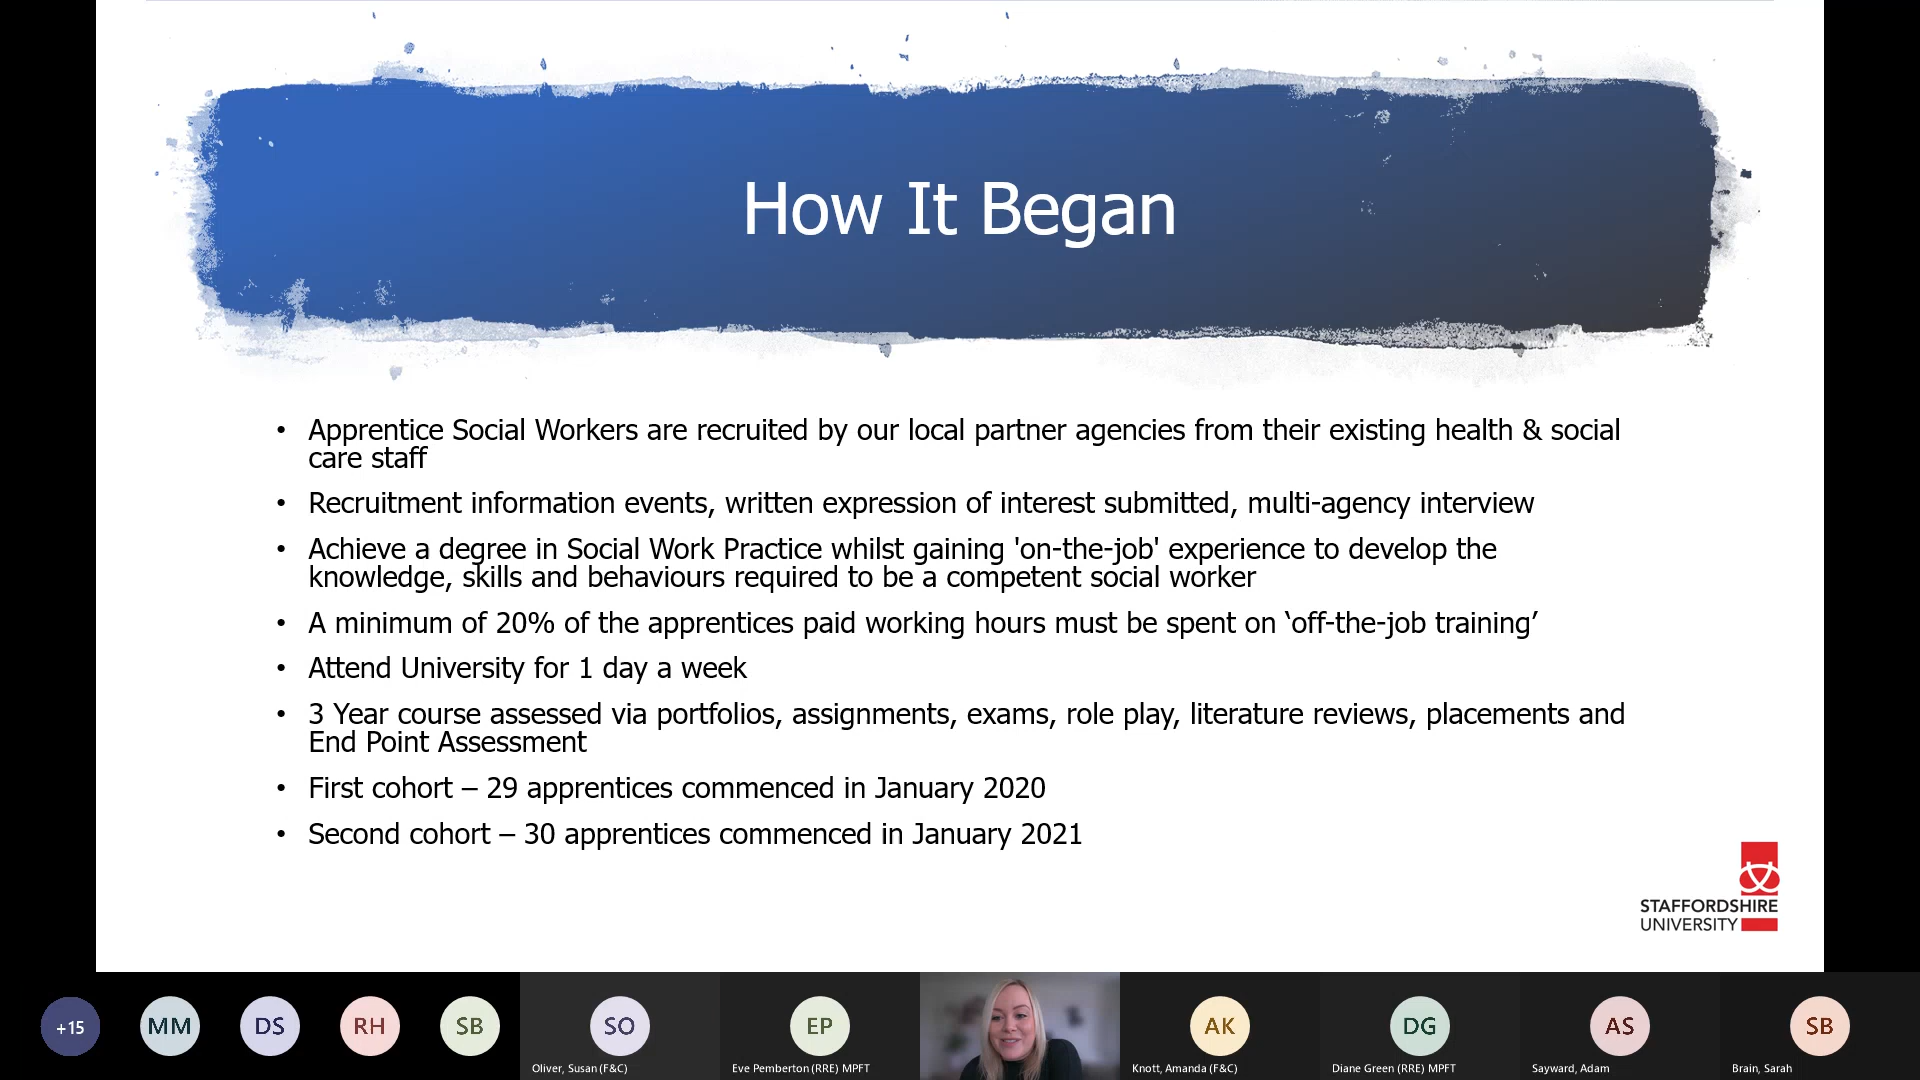 How It Began
• Apprentice Social Workers are recruited by our local partner agencies from their existing health & social
care staff
• Recruitment information events, written expression of interest submitted, multi-agency interview
• Achieve a degree in Social Work Practice whilst gaining 'on-the-job' experience to develop the
knowledge, skills and behaviours required to be a competent social worker
• A minimum of 20% of the apprentices paid working hours must be spent on ‘off-the-job training’
• Attend University for 1 day a week
• 3 Year course assessed via portfolios, assignments, exams, role play, literature reviews, placements and
End Point Assessment
• First cohort – 29 apprentices commenced in January 2020
• Second cohort – 30 apprentices commenced in January 2021
STAFFORDSHIRE
UNIVERSITY
+15 MM DS RH SB SO EP AK DG AS SB
Oliver, Susan (F&C) Eve Pemberton (RRE) MPFT Knott, Amanda (F&C) Diane Green (RRE) MPFT Sayward, Adam Brain, Sarah